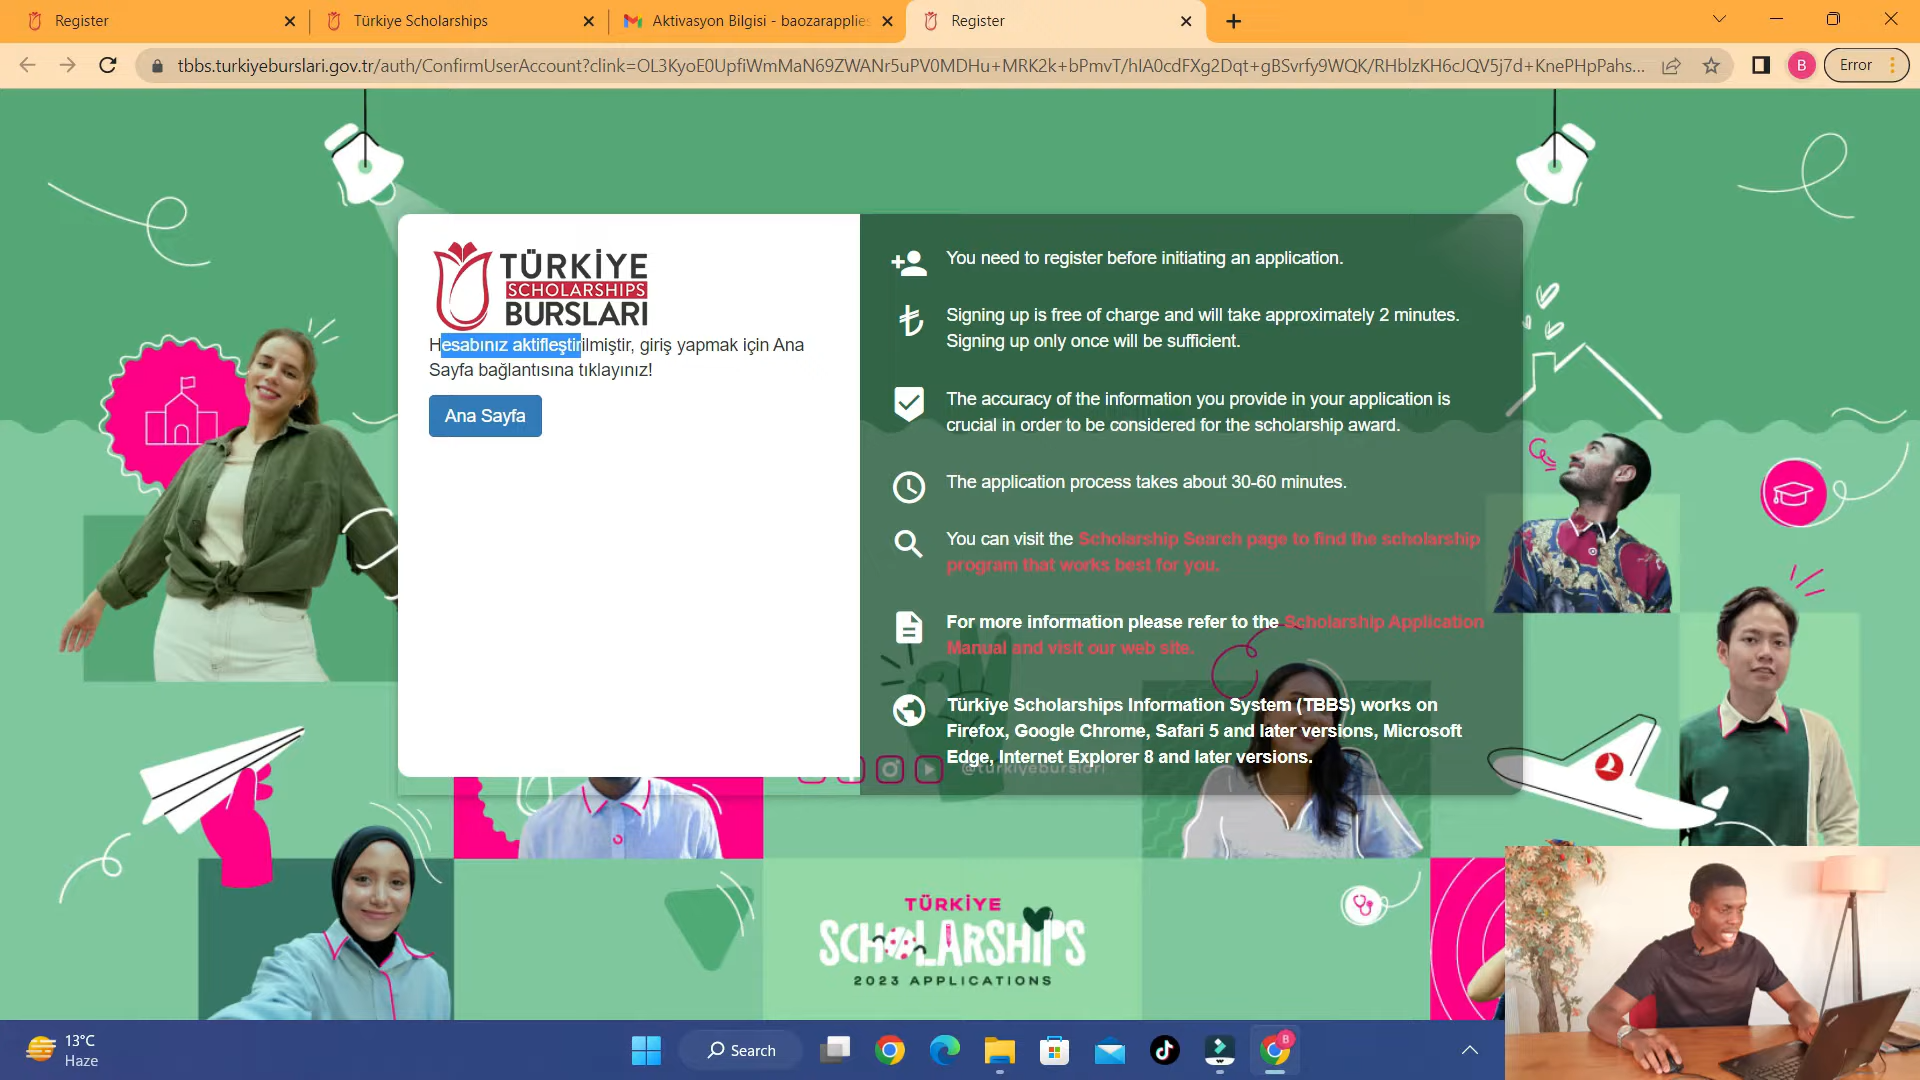 Register
Türkiye Scholarships
Aktivasyon Bilgisi - baozarapplies
Register
tbbs.turkiyeburslari.gov.tr/auth/ConfirmUserAccount?clink=OL3KyoE0UpfiWmMaN69ZWANr5uPV0MDHu+MRK2k+bPmvT/hIA0cdFXg2Dqt+gBSvrfy9WQK/RHblzKH6cJQV5j7d+KnePHpPahs...
B
Error
TÜRKİYE
SCHOLARSHIPS
BURSLARI
Hesabınız aktifleştirilmiştir, giriş yapmak için Ana
Sayfa bağlantısına tıklayınız!
Ana Sayfa
You need to register before initiating an application.
Signing up is free of charge and will take approximately 2 minutes.
Signing up only once will be sufficient.
The accuracy of the information you provide in your application is
crucial in order to be considered for the scholarship award.
The application process takes about 30-60 minutes.
You can visit the Scholarship Search page to find the scholarship
program that works best for you.
For more information please refer to the Scholarship Application
Manual and visit our web site.
Türkiye Scholarships Information System (TBBS) works on
Firefox, Google Chrome, Safari 5 and later versions, Microsoft
Edge, Internet Explorer 8 and later versions.
@turkiyeburslari
TÜRKİYE
SCHOLARSHiPS
2023 APPLICATIONS
13°C
Haze
Search
B